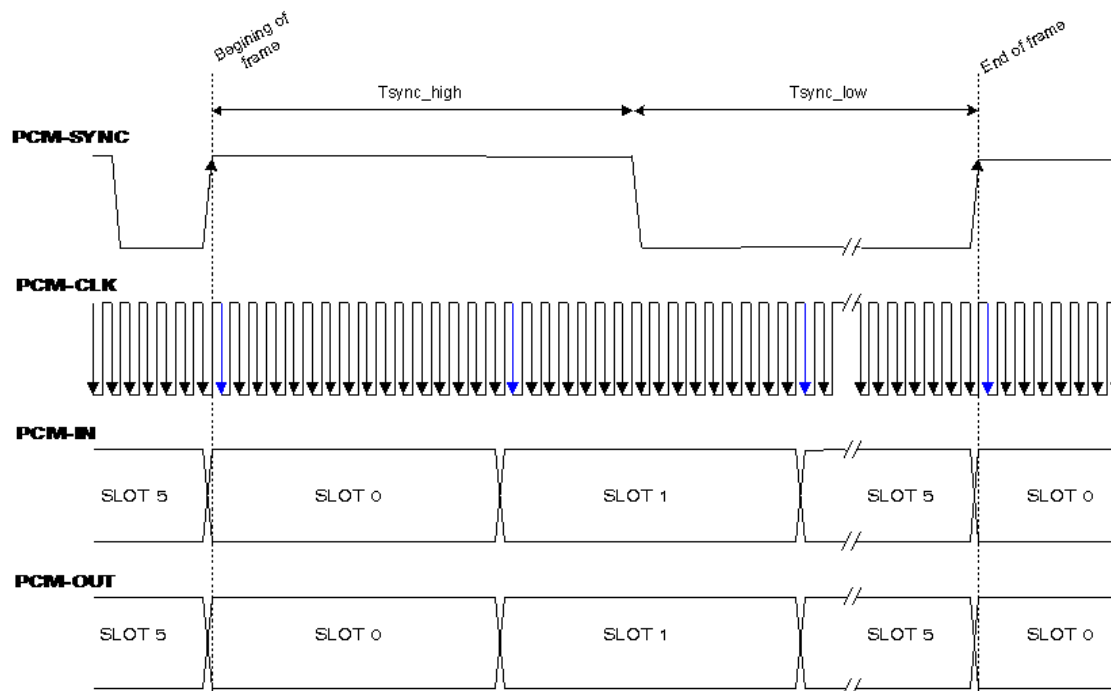 Begining of
frame
End of frame
Tsync_high
Tsync_low
PCM-SYNC
PCM-CLK
PCM-IN
SLOT 5
SLOT 0
SLOT 1
SLOT 5
SLOT 0
PCM-OUT
SLOT 5
SLOT 0
SLOT 1
SLOT 5
SLOT 0